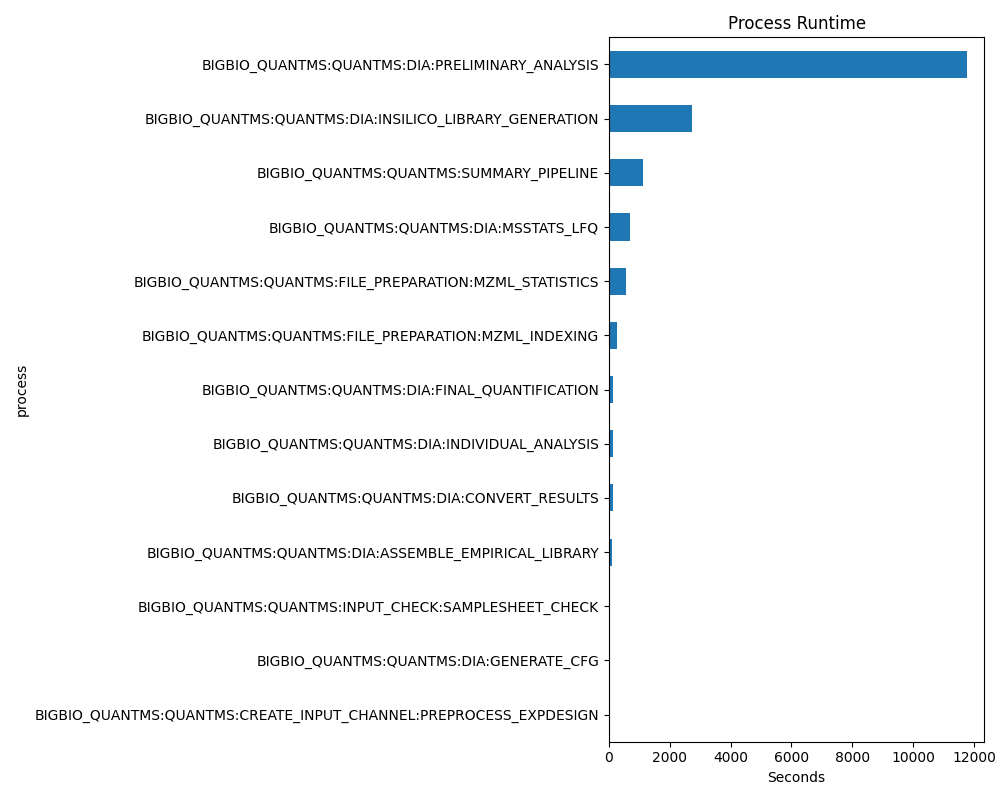 Process Runtime
process
BIGBIO_QUANTMS:QUANTMS:DIA:PRELIMINARY_ANALYSIS
BIGBIO_QUANTMS:QUANTMS:DIA:INSILICO_LIBRARY_GENERATION
BIGBIO_QUANTMS:QUANTMS:SUMMARY_PIPELINE
BIGBIO_QUANTMS:QUANTMS:DIA:MSSTATS_LFQ
BIGBIO_QUANTMS:QUANTMS:FILE_PREPARATION:MZML_STATISTICS
BIGBIO_QUANTMS:QUANTMS:FILE_PREPARATION:MZML_INDEXING
BIGBIO_QUANTMS:QUANTMS:DIA:FINAL_QUANTIFICATION
BIGBIO_QUANTMS:QUANTMS:DIA:INDIVIDUAL_ANALYSIS
BIGBIO_QUANTMS:QUANTMS:DIA:CONVERT_RESULTS
BIGBIO_QUANTMS:QUANTMS:DIA:ASSEMBLE_EMPIRICAL_LIBRARY
BIGBIO_QUANTMS:QUANTMS:INPUT_CHECK:SAMPLESHEET_CHECK
BIGBIO_QUANTMS:QUANTMS:DIA:GENERATE_CFG
BIGBIO_QUANTMS:QUANTMS:CREATE_INPUT_CHANNEL:PREPROCESS_EXPDESIGN
0 2000 4000 6000 8000 10000 12000
Seconds